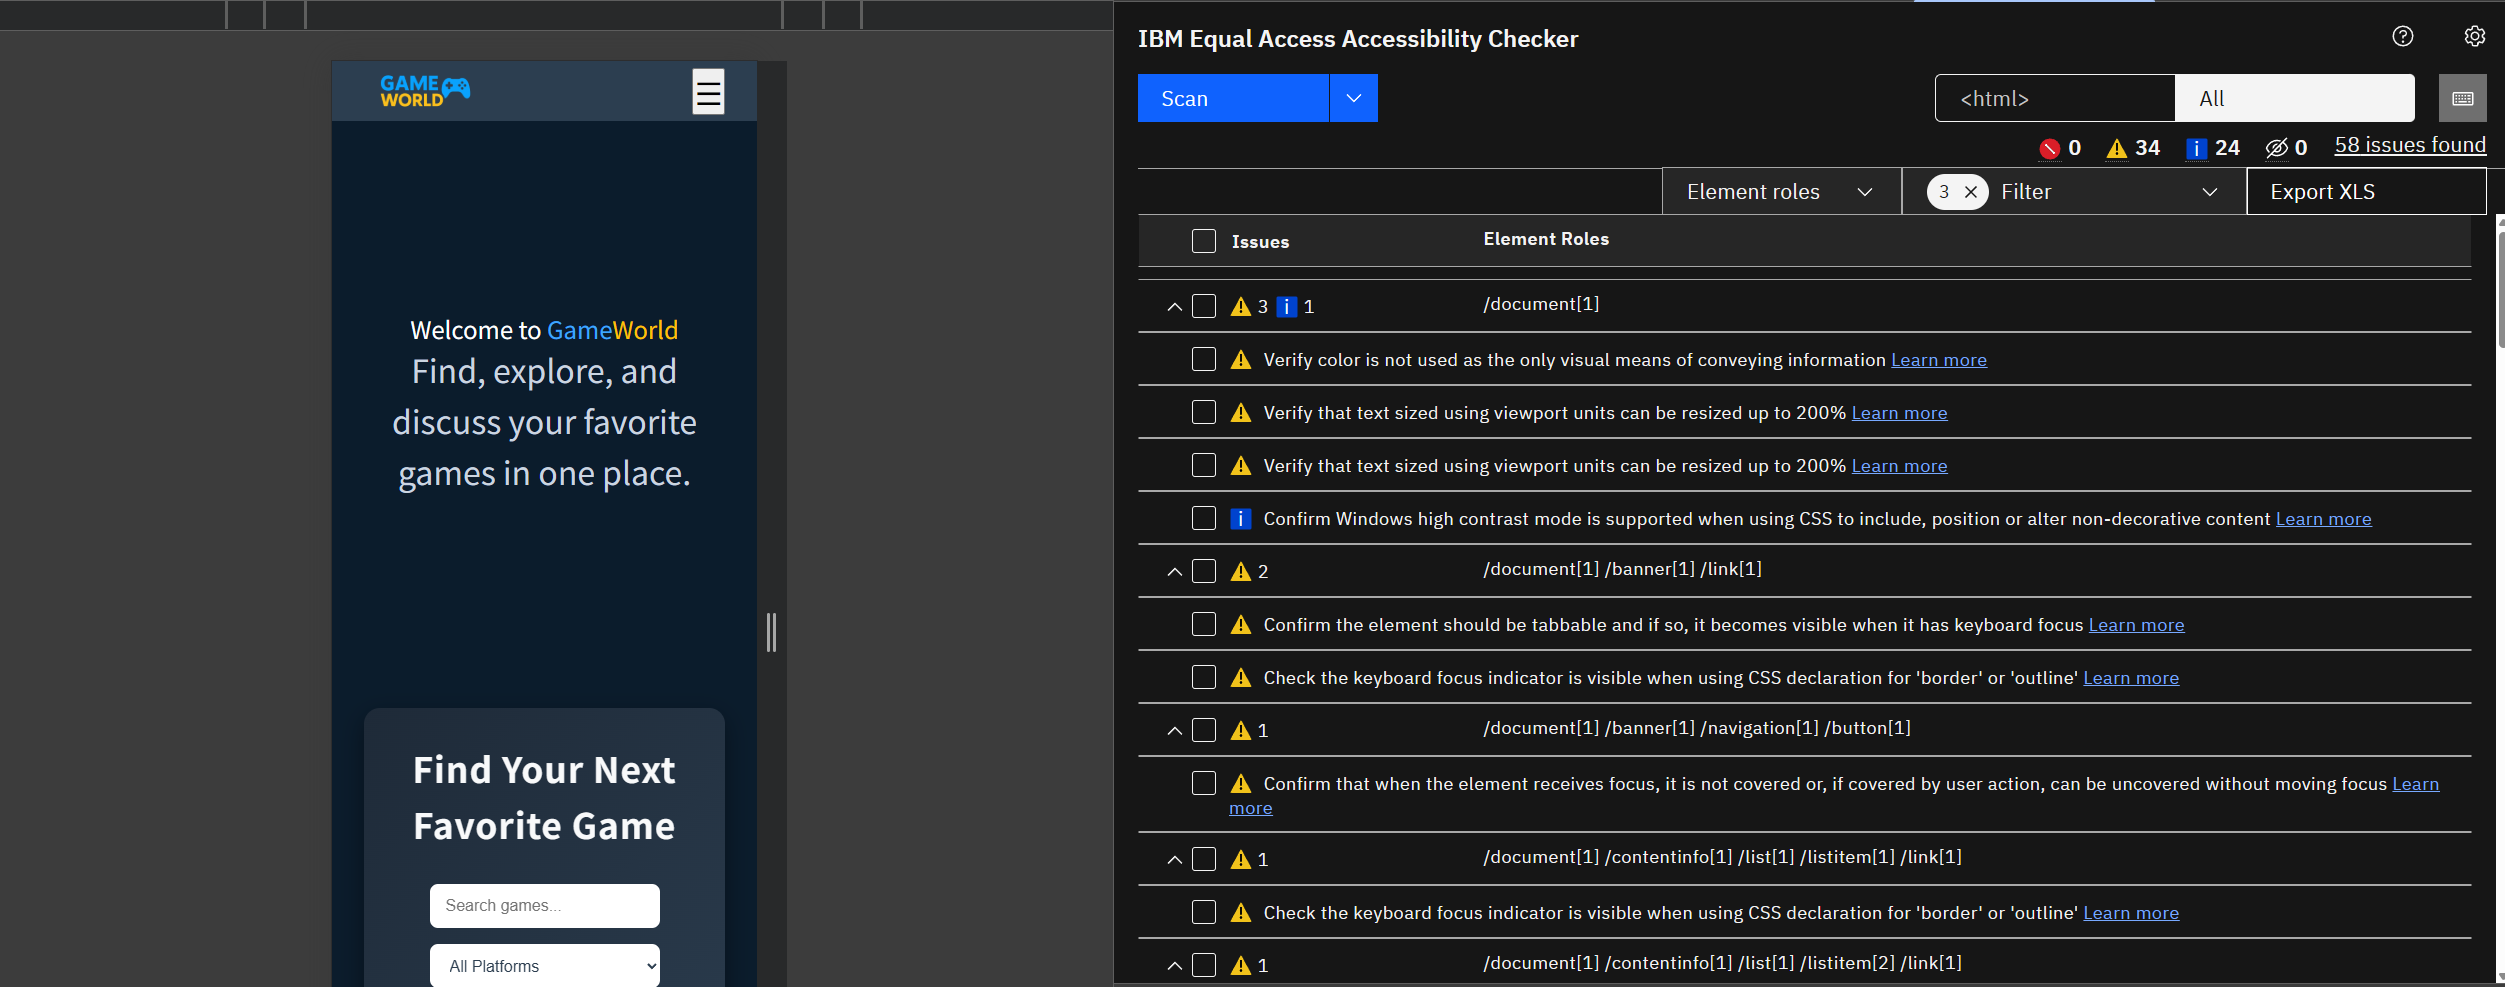 GAME
WORLD
☰
Welcome to GameWorld
Find, explore, and
discuss your favorite
games in one place.
Find Your Next
Favorite Game
Search games...
All Platforms
IBM Equal Access Accessibility Checker
Scan
<html>
All
0 34 24 0 58 issues found
Element roles
3 Filter
Export XLS
Issues Element Roles
3 1 /document[1]
Verify color is not used as the only visual means of conveying information Learn more
Verify that text sized using viewport units can be resized up to 200% Learn more
Verify that text sized using viewport units can be resized up to 200% Learn more
Confirm Windows high contrast mode is supported when using CSS to include, position or alter non-decorative content Learn more
2 /document[1] /banner[1] /link[1]
Confirm the element should be tabbable and if so, it becomes visible when it has keyboard focus Learn more
Check the keyboard focus indicator is visible when using CSS declaration for 'border' or 'outline' Learn more
1 /document[1] /banner[1] /navigation[1] /button[1]
Confirm that when the element receives focus, it is not covered or, if covered by user action, can be uncovered without moving focus Learn
more
1 /document[1] /contentinfo[1] /list[1] /listitem[1] /link[1]
Check the keyboard focus indicator is visible when using CSS declaration for 'border' or 'outline' Learn more
1 /document[1] /contentinfo[1] /list[1] /listitem[2] /link[1]